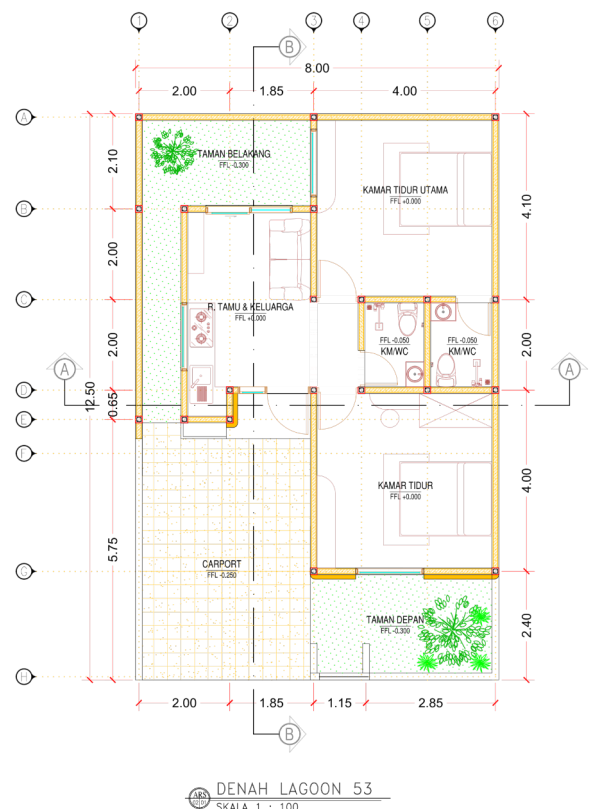 1
2
3
4
5
6
B
8.00
2.00
1.85
4.00
A
TAMAN BELAKANG
FFL -0.300
2.10
KAMAR TIDUR UTAMA
FFL +0.000
4.10
B
2.00
C
R. TAMU & KELUARGA
FFL +0.000
2.00
FFL -0.050
KM/WC
FFL -0.050
KM/WC
2.00
A
A
D
12.50
0.65
E
F
KAMAR TIDUR
FFL +0.000
4.00
5.75
CARPORT
FFL -0.250
G
TAMAN DEPAN
FFL -0.300
2.40
H
2.00
1.85
1.15
2.85
B
ARS
DENAH LAGOON 53
SKALA 1 : 100